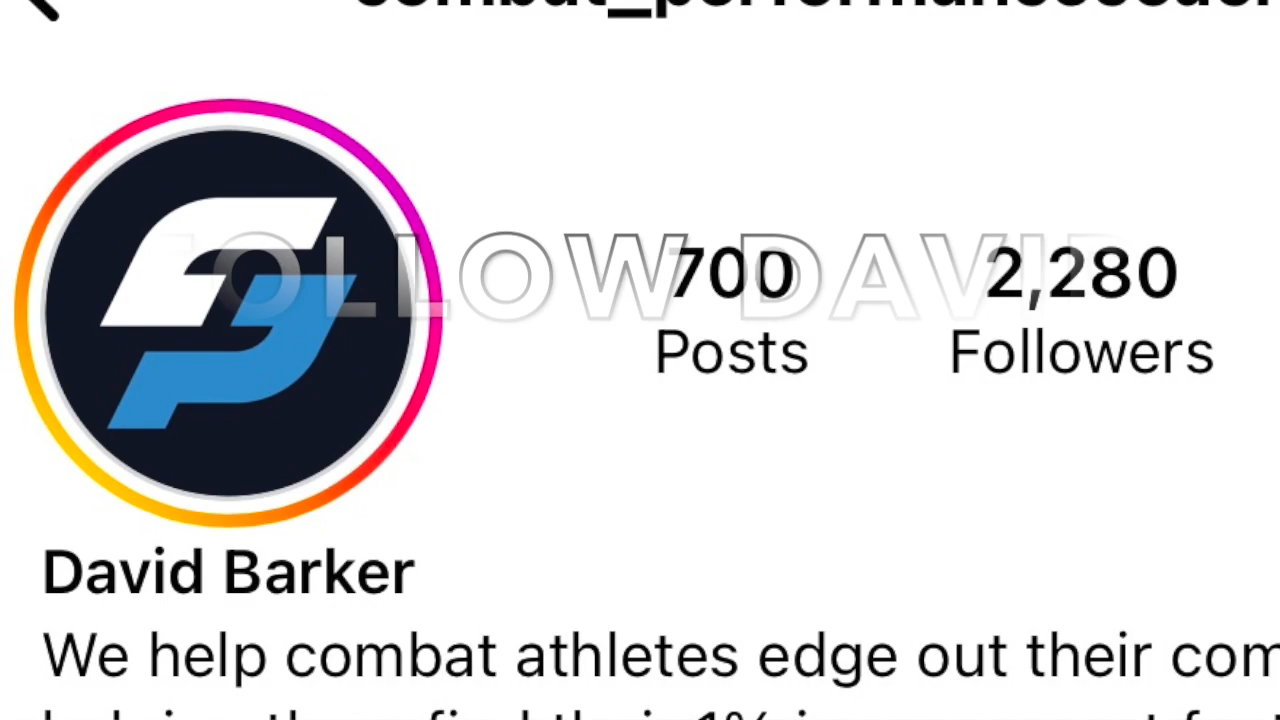 700 2,280
Posts Followers
FOLLOW DAVID
David Barker
We help combat athletes edge out their com